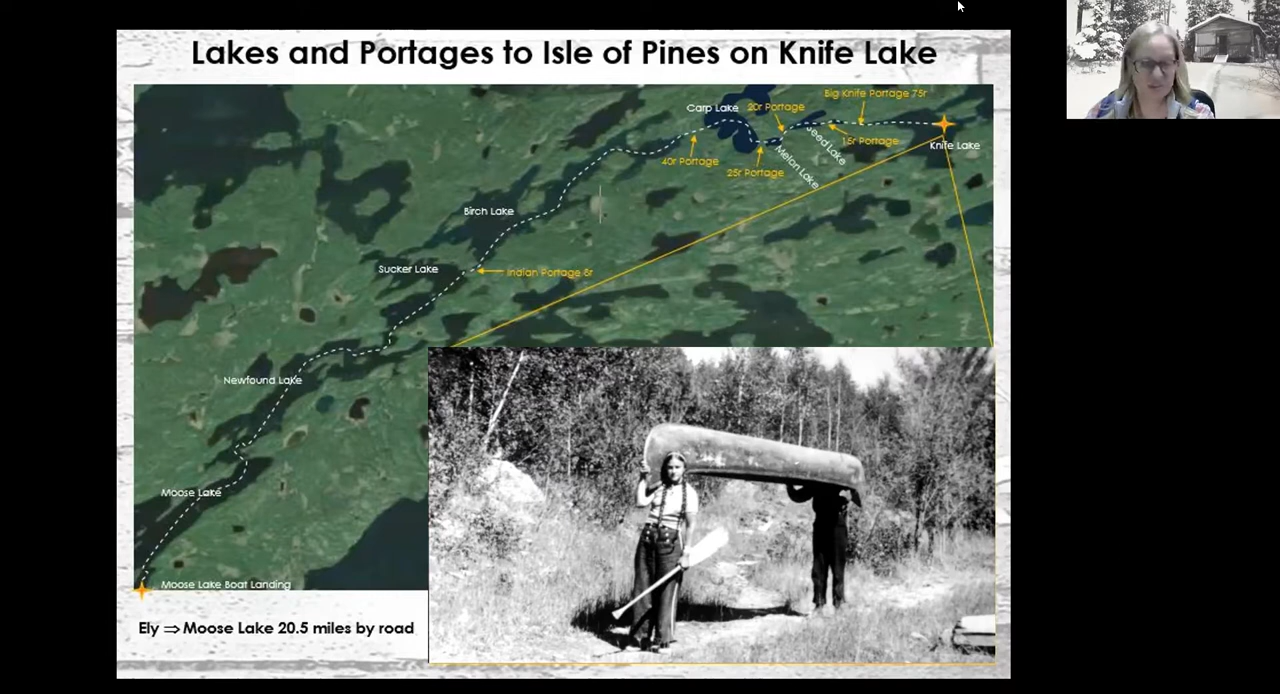 Lakes and Portages to Isle of Pines on Knife Lake
Big Knife Portage 75r
Carp Lake
20r Portage
15r Portage
Knife Lake
Seed Lake
40r Portage
25r Portage
Melon Lake
Birch Lake
Sucker Lake
Indian Portage 6r
Newfound Lake
Moose Lake
Moose Lake Boat Landing
Ely ⇒ Moose Lake 20.5 miles by road